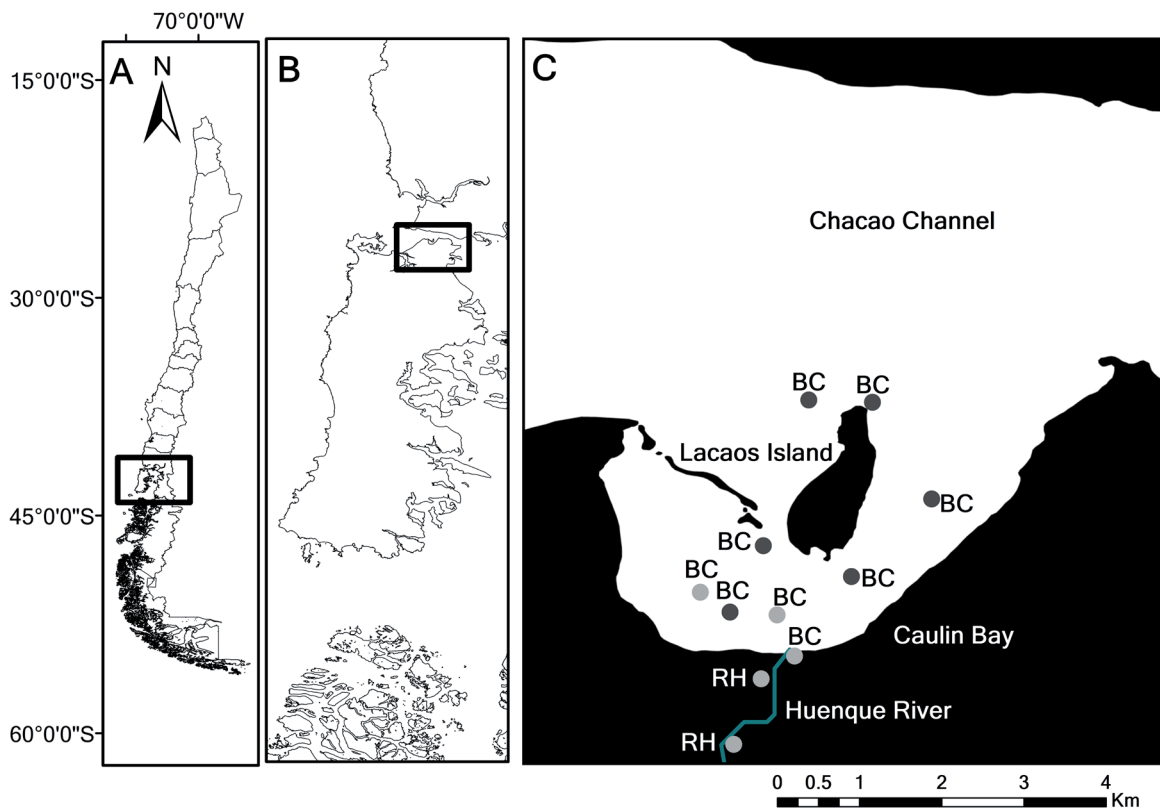 70°0'0"W
15°0'0"S
30°0'0"S
45°0'0"S
60°0'0"S
A
N
B
C
Chacao Channel
BC
BC
Lacaos Island
BC
BC
BC
BC
BC
BC
BC
Caulin Bay
RH
Huenque River
RH
0 0.5 1 2 3 4
Km